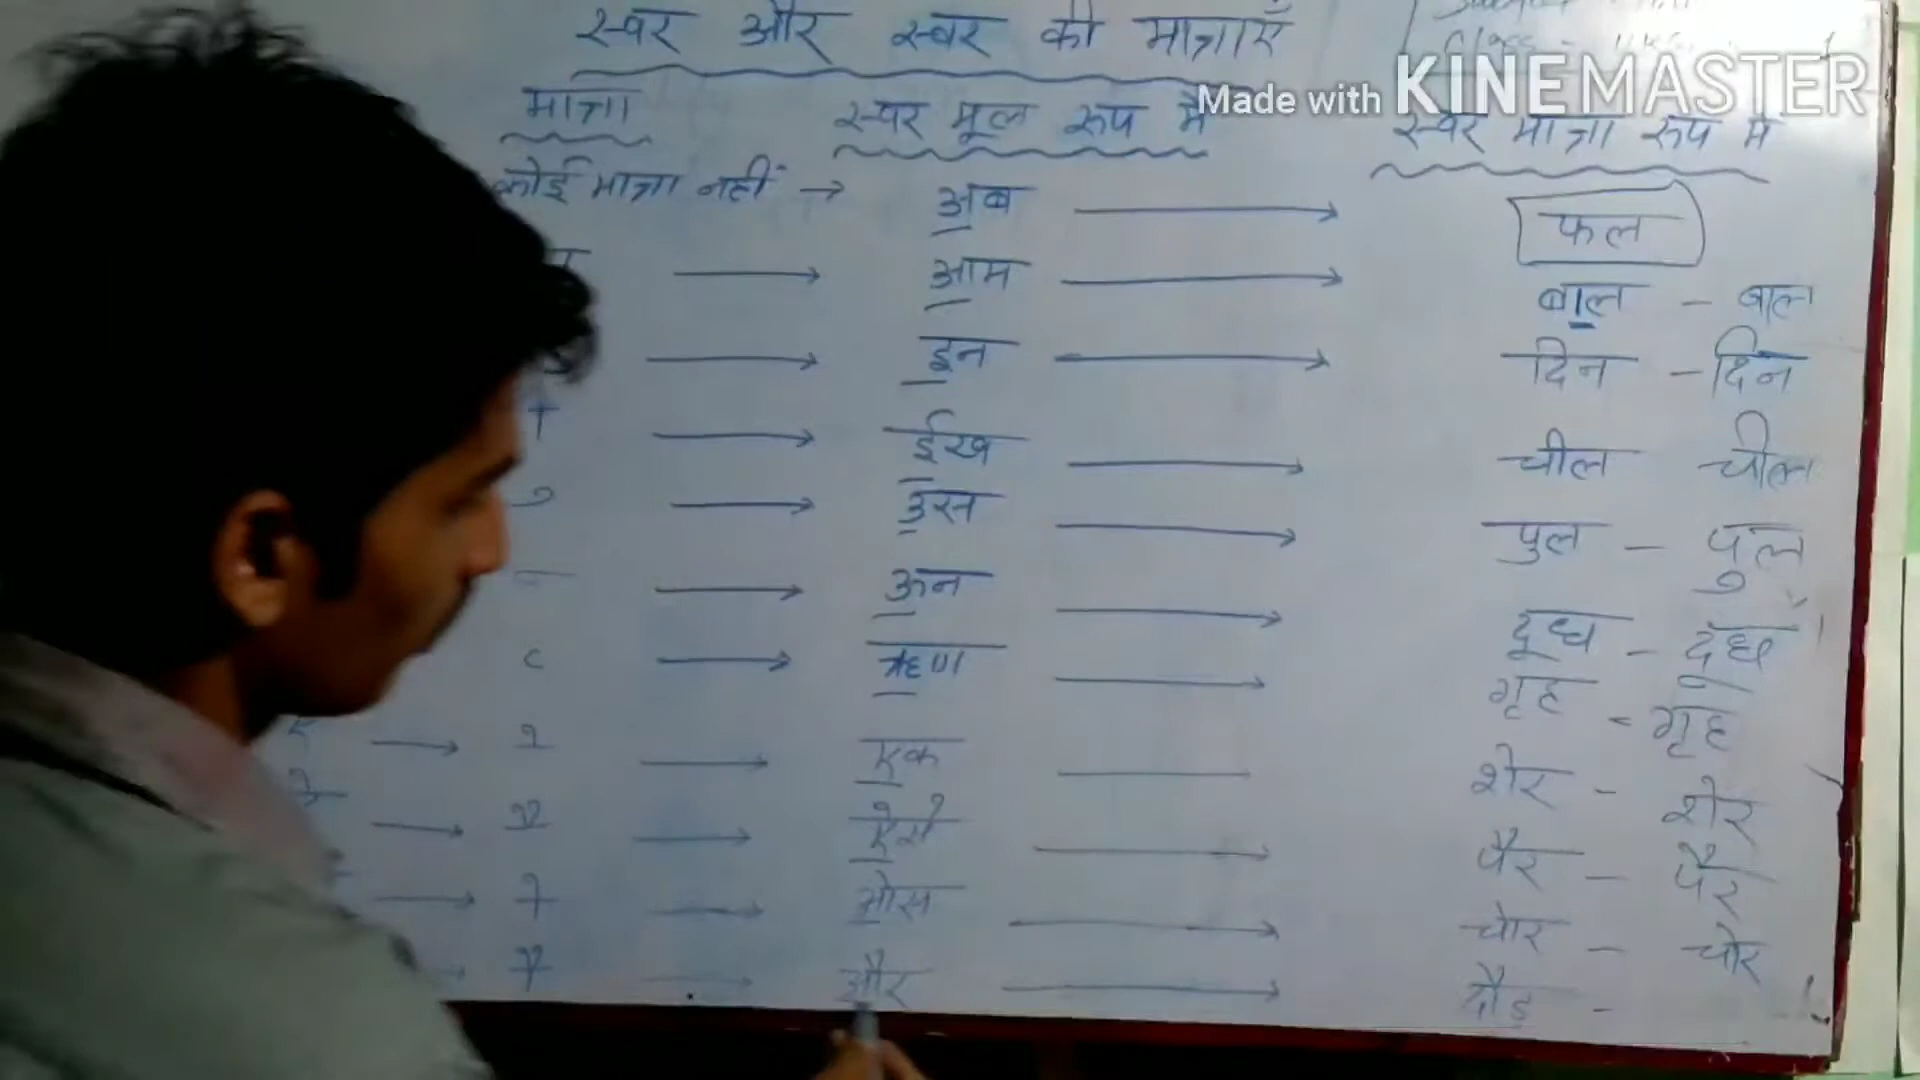 स्वर और स्वर की मात्राएँ
Made with KINEMASTER
मात्रा स्वर मूल रूप में स्वर मात्रा रूप में
कोई मात्रा नहीं → अब → फल
→ आम → बाल - बाल
→ इन → दिन - दिन
→ ईख → चील चील
→ उस → पुल - पुल
→ ऊन → दूध - दूध
→ ऋण → गृह - गृह
→ े → एक — शेर - शेर
→ ै → ऐसे → पैर - पैर
→ ो → ओस → चोर - चोर
→ ौ → और → दौड़ -